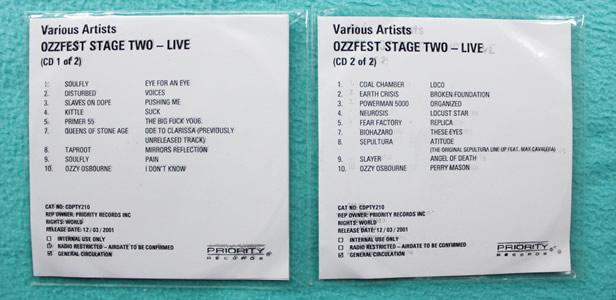 Various Artists
OZZFEST STAGE TWO – LIVE
(CD 1 of 2)
1. SOULFLY EYE FOR AN EYE
2. DISTURBED VOICES
3. SLAVES ON DOPE PUSHING ME
4. KITTLE SUCK
5. PRIMER 55 THE BIG FUCK YOU6.
7. QUEENS OF STONE AGE ODE TO CLARISSA (PREVIOUSLY
UNRELEASED TRACK)
8. TAPROOT MIRRORS REFLECTION
9. SOULFLY PAIN
10. OZZY OSBOURNE I DON'T KNOW
CAT NO: CDPTY210
REP OWNER: PRIORITY RECORDS INC
RIGHTS: WORLD
RELEASE DATE: 12 / 03 / 2001
INTERNAL USE ONLY
RADIO RESTRICTED – AIRDATE TO BE CONFIRMED
GENERAL CIRCULATION
PRIORITY
RECORDS
Various Artists
OZZFEST STAGE TWO – LIVE
(CD 2 of 2)
1. COAL CHAMBER LOCO
2. EARTH CRISIS BROKEN FOUNDATION
3. POWERMAN 5000 ORGANIZED
4. NEUROSIS LOCUST STAR
5. FEAR FACTORY REPLICA
7. BIOHAZARD THESE EYES
8. SEPULTURA ATITUDE
(THE ORIGINAL SEPULTURA LINE UP FEAT. MAX CAVALERA)
9. SLAYER ANGEL OF DEATH
10. OZZY OSBOURNE PERRY MASON
CAT NO: CDPTY210
REP OWNER: PRIORITY RECORDS INC
RIGHTS: WORLD
RELEASE DATE: 12 / 03 / 2001
INTERNAL USE ONLY
RADIO RESTRICTED – AIRDATE TO BE CONFIRMED
GENERAL CIRCULATION
PRIORITY
RECORDS